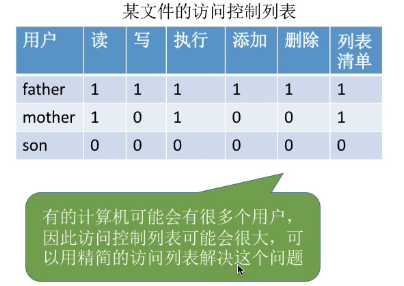 某文件的访问控制列表
用户 读 写 执行 添加 删除 列表清单
father 1 1 1 1 1 1
mother 1 0 1 0 0 1
son 0 0 0 0 0 0
有的计算机可能会有很多个用户，
因此访问控制列表可能会很大，可
以用精简的访问列表解决这个问题